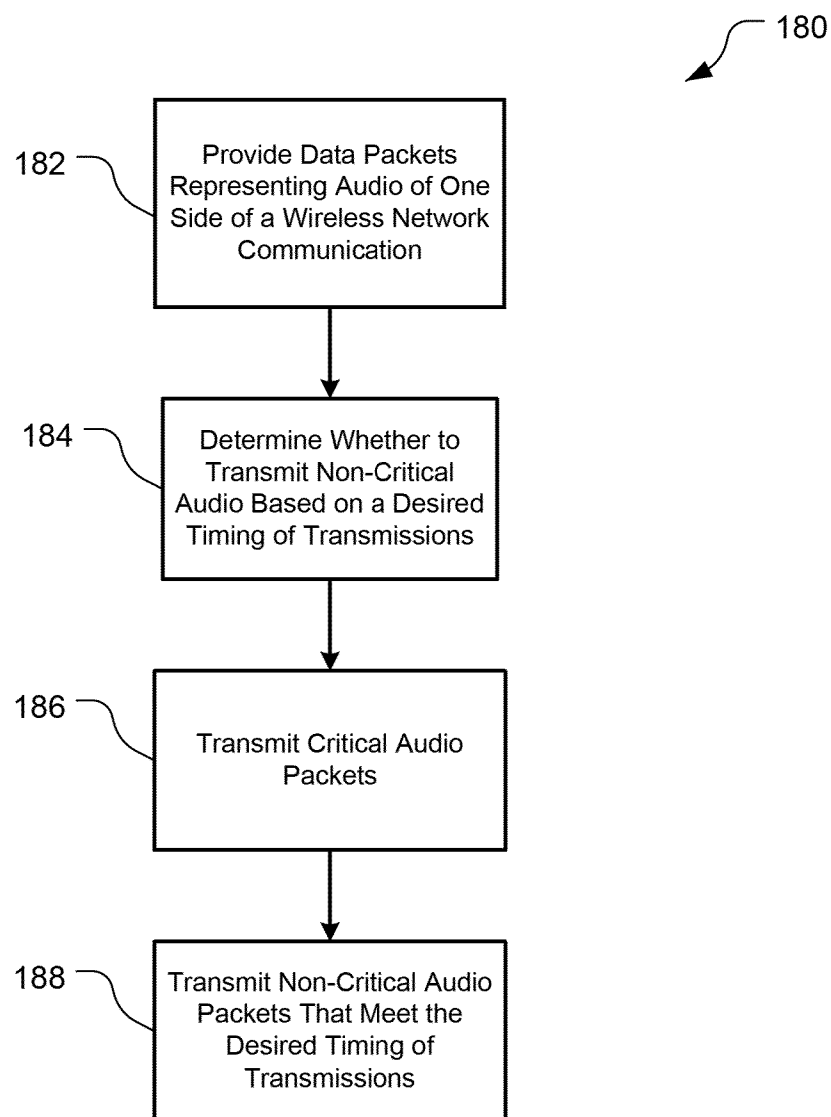 180
182
Provide Data Packets
Representing Audio of One
Side of a Wireless Network
Communication
184
Determine Whether to
Transmit Non-Critical
Audio Based on a Desired
Timing of Transmissions
186
Transmit Critical Audio
Packets
188
Transmit Non-Critical Audio
Packets That Meet the
Desired Timing of
Transmissions